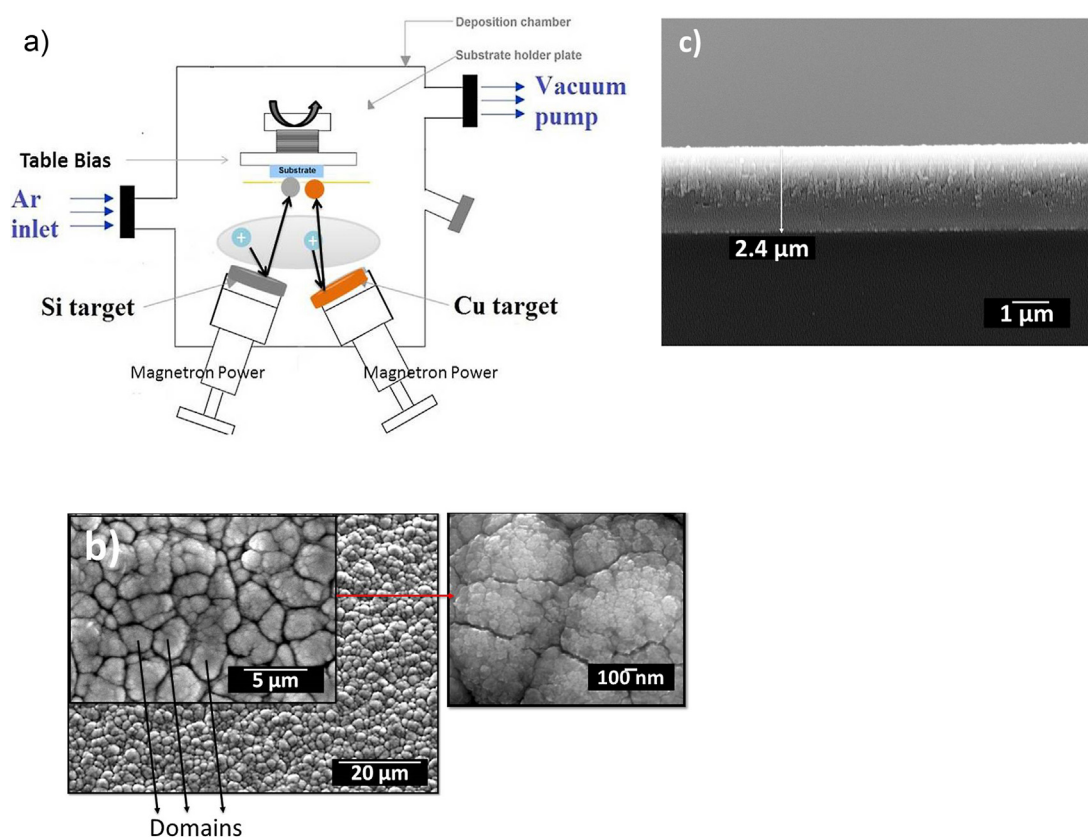 a)
Deposition chamber
Substrate holder plate
Vacuum
pump
Table Bias
Substrate
Ar
inlet
+
+
Si target
Cu target
Magnetron Power
Magnetron Power
c)
2.4 µm
1 µm
b)
5 µm
20 µm
100 nm
Domains